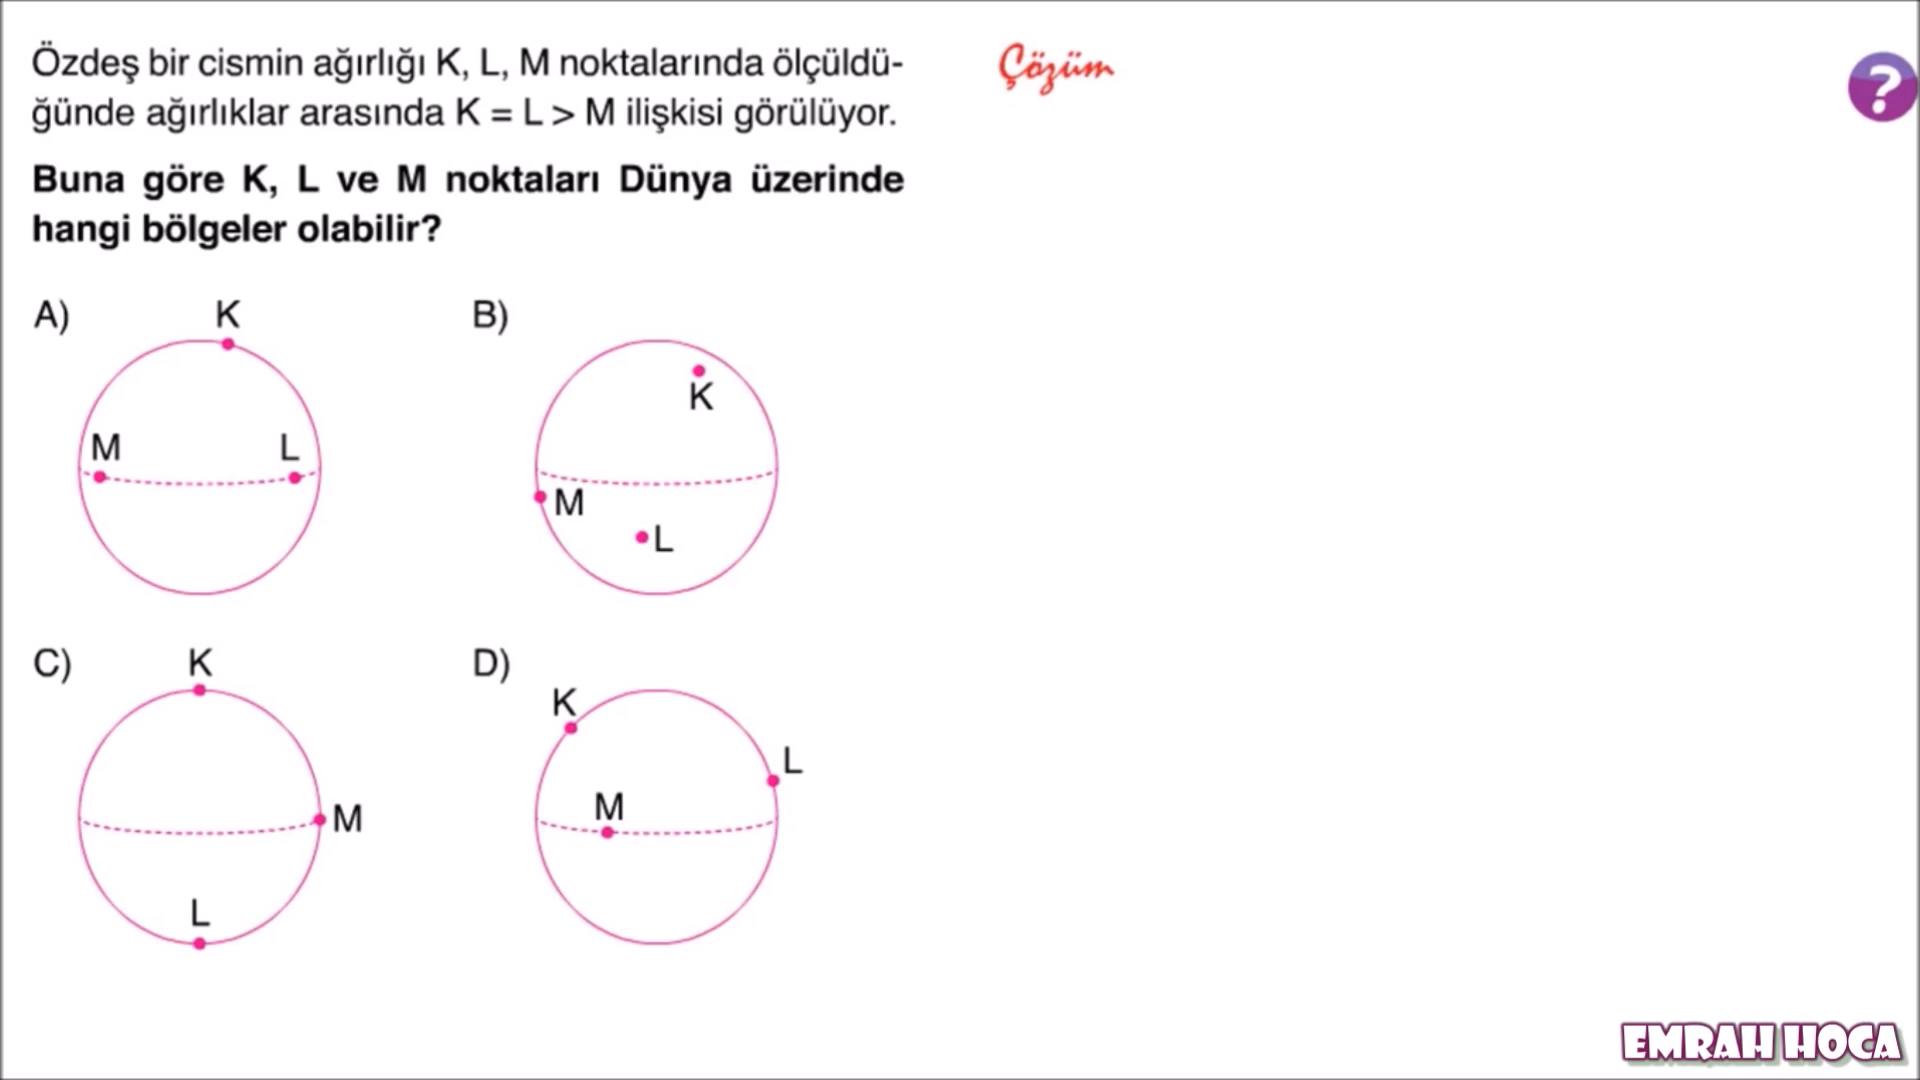 Özdeş bir cismin ağırlığı K, L, M noktalarında ölçüldü-
ğünde ağırlıklar arasında K = L > M ilişkisi görülüyor.
Buna göre K, L ve M noktaları Dünya üzerinde
hangi bölgeler olabilir?
Çözüm
?
A)
K
M
L
B)
K
M
L
C)
K
M
L
D)
K
L
M
EMRAH HOCA